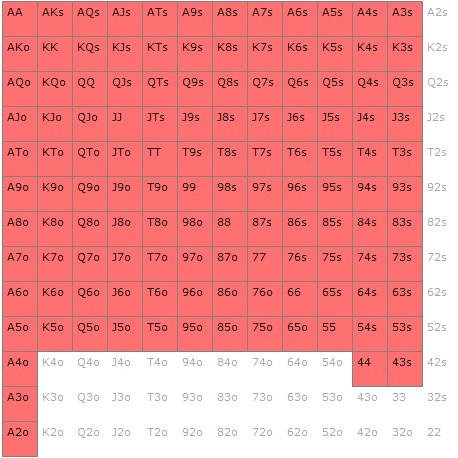 AA AKs AQs AJs ATs A9s A8s A7s A6s A5s A4s A3s A2s
AKo KK KQs KJs KTs K9s K8s K7s K6s K5s K4s K3s K2s
AQo KQo QQ QJs QTs Q9s Q8s Q7s Q6s Q5s Q4s Q3s Q2s
AJo KJo QJo JJ JTs J9s J8s J7s J6s J5s J4s J3s J2s
ATo KTo QTo JTo TT T9s T8s T7s T6s T5s T4s T3s T2s
A9o K9o Q9o J9o T9o 99 98s 97s 96s 95s 94s 93s 92s
A8o K8o Q8o J8o T8o 98o 88 87s 86s 85s 84s 83s 82s
A7o K7o Q7o J7o T7o 97o 87o 77 76s 75s 74s 73s 72s
A6o K6o Q6o J6o T6o 96o 86o 76o 66 65s 64s 63s 62s
A5o K5o Q5o J5o T5o 95o 85o 75o 65o 55 54s 53s 52s
A4o K4o Q4o J4o T4o 94o 84o 74o 64o 54o 44 43s 42s
A3o K3o Q3o J3o T3o 93o 83o 73o 63o 53o 43o 33 32s
A2o K2o Q2o J2o T2o 92o 82o 72o 62o 52o 42o 32o 22